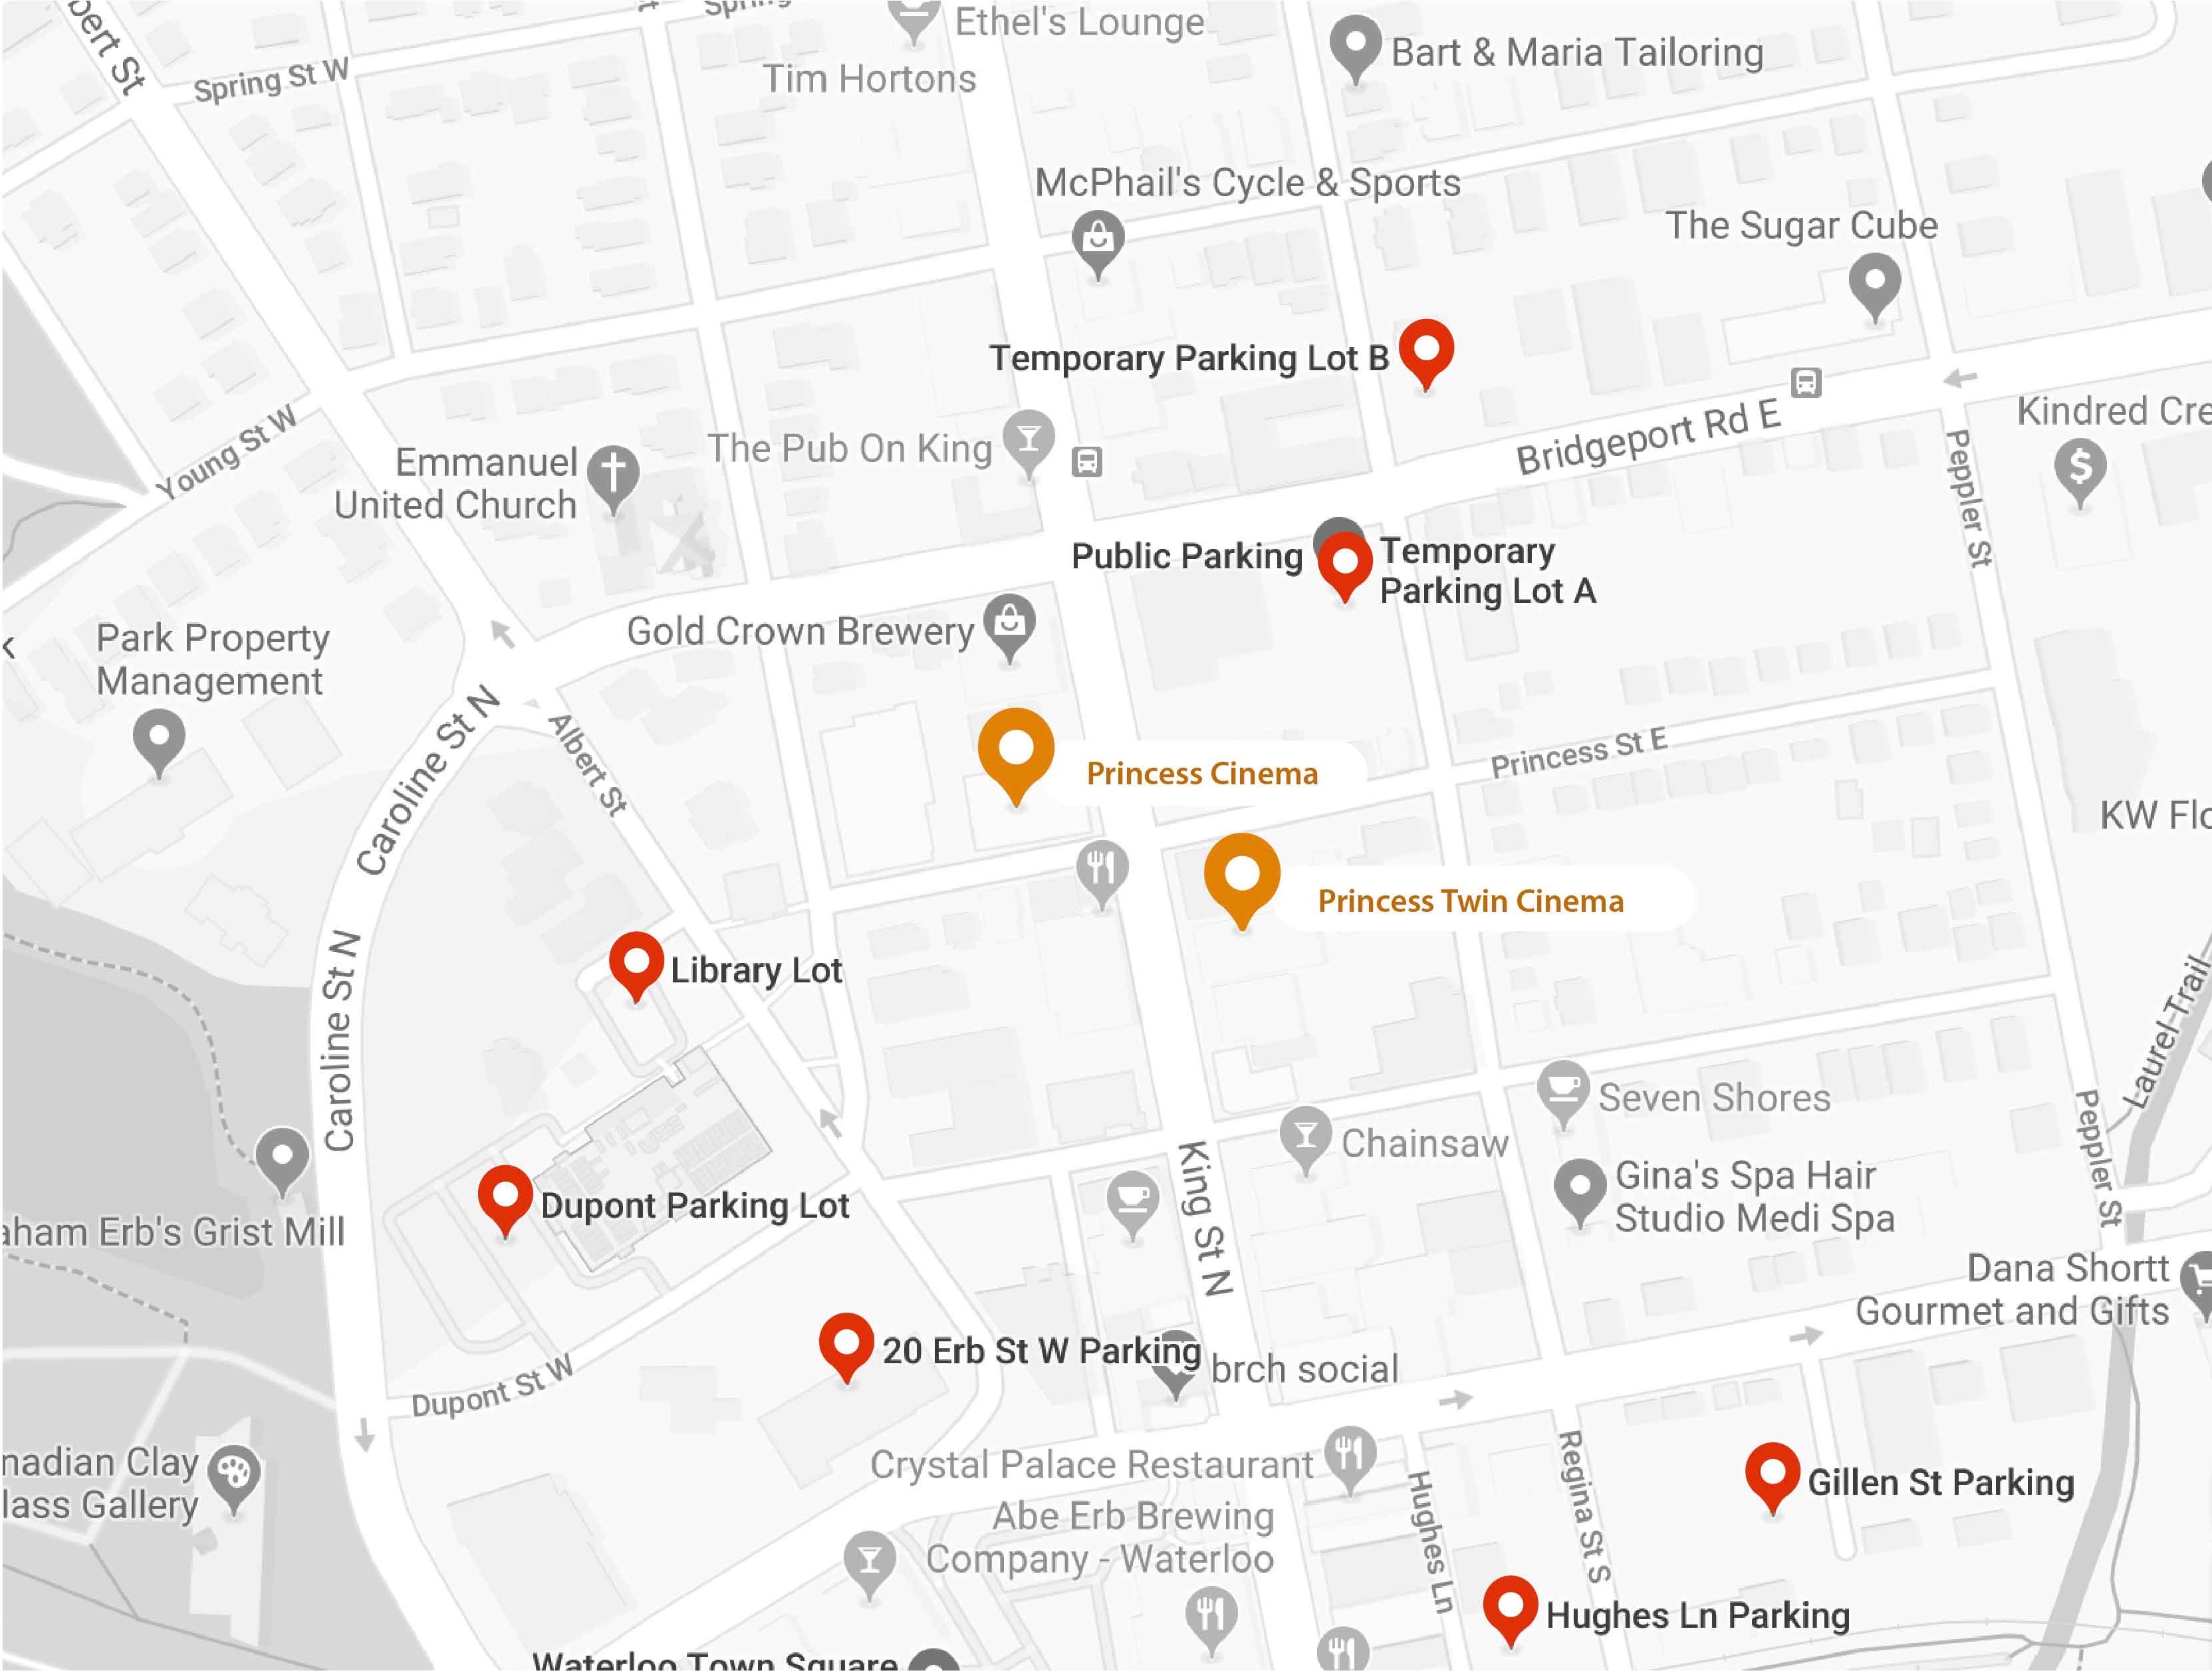 bert St
Spring St W
Ethel's Lounge
Tim Hortons
Bart & Maria Tailoring
McPhail's Cycle & Sports
The Sugar Cube
Temporary Parking Lot B
Bridgeport Rd E
Kindred Cre
Young St W
Emmanuel
United Church
The Pub On King
Peppler St
Public Parking
Temporary
Parking Lot A
Gold Crown Brewery
Park Property
Management
Caroline St N
Albert St
Princess Cinema
Princess St E
KW Flo
Princess Twin Cinema
Library Lot
Caroline St N
Laurel Trail
Seven Shores
Chainsaw
King St N
Peppler St
Gina's Spa Hair
Studio Medi Spa
Dupont Parking Lot
aham Erb's Grist Mill
Dana Shortt
Gourmet and Gifts
20 Erb St W Parking
brch social
Dupont St W
Crystal Palace Restaurant
nadian Clay
lass Gallery
Hughes Ln
Regina St S
Gillen St Parking
Abe Erb Brewing
Company - Waterloo
Hughes Ln Parking
Waterloo Town Square